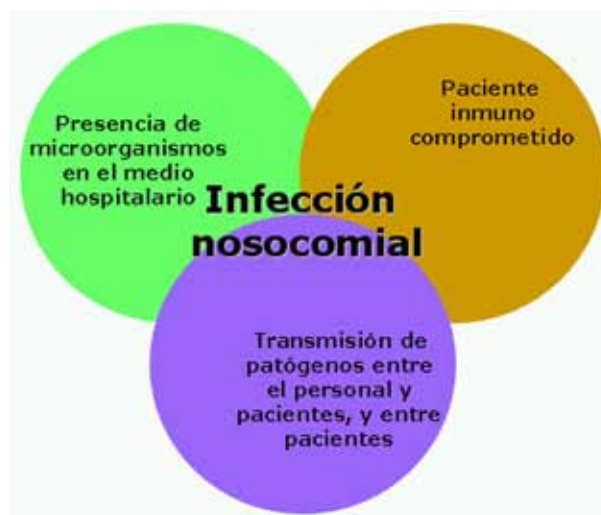 Presencia de
microorganismos
en el medio
hospitalario
Paciente
inmuno
comprometido
Infección
nosocomial
Transmisión de
patógenos entre
el personal y
pacientes, y entre
pacientes